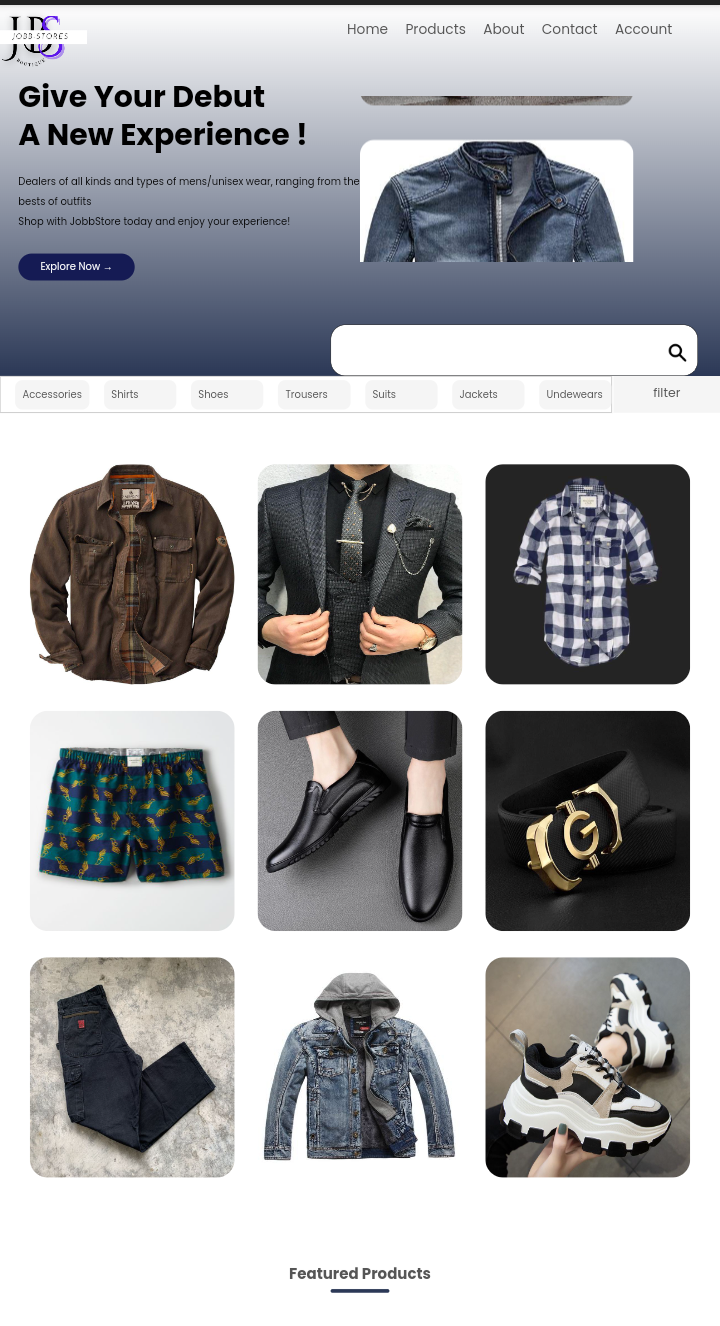 JOBB-STORES
BOUTIQUE
Home Products About Contact Account
Give Your Debut
A New Experience !
Dealers of all kinds and types of mens/unisex wear, ranging from the
bests of outfits
Shop with JobbStore today and enjoy your experience!
Explore Now →
Accessories Shirts Shoes Trousers Suits Jackets Undewears filter
G
Featured Products